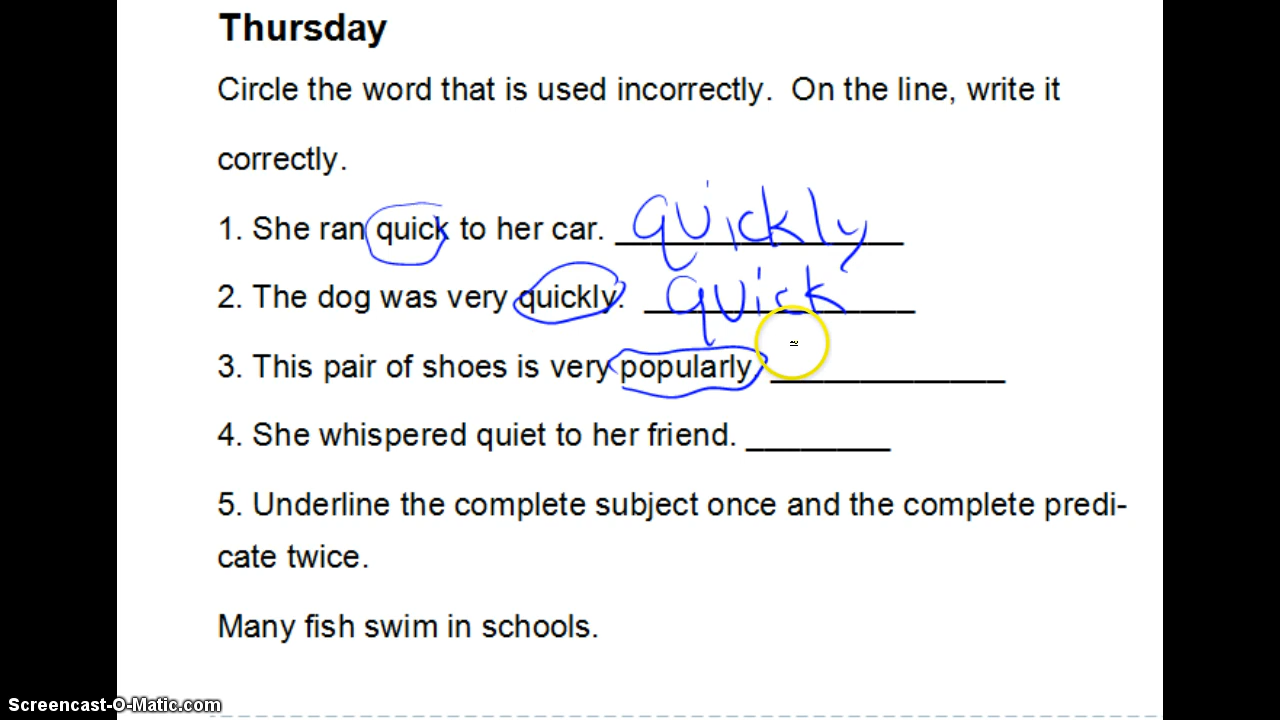 Thursday
Circle the word that is used incorrectly. On the line, write it
correctly.
1. She ran quick to her car. ________________ quickly
2. The dog was very quickly. _______________ quick
3. This pair of shoes is very popularly _____________
4. She whispered quiet to her friend. ________
5. Underline the complete subject once and the complete predi-
cate twice.
Many fish swim in schools.
Screencast-O-Matic.com